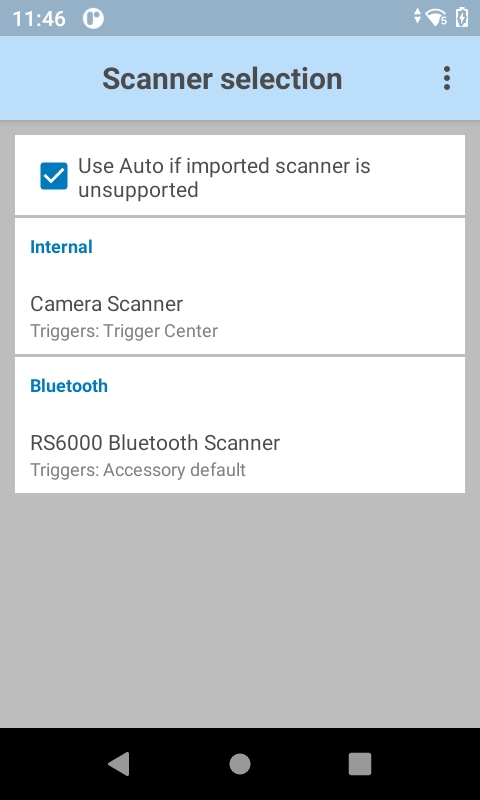 11:46
5
Scanner selection
Use Auto if imported scanner is
unsupported
Internal
Camera Scanner
Triggers: Trigger Center
Bluetooth
RS6000 Bluetooth Scanner
Triggers: Accessory default